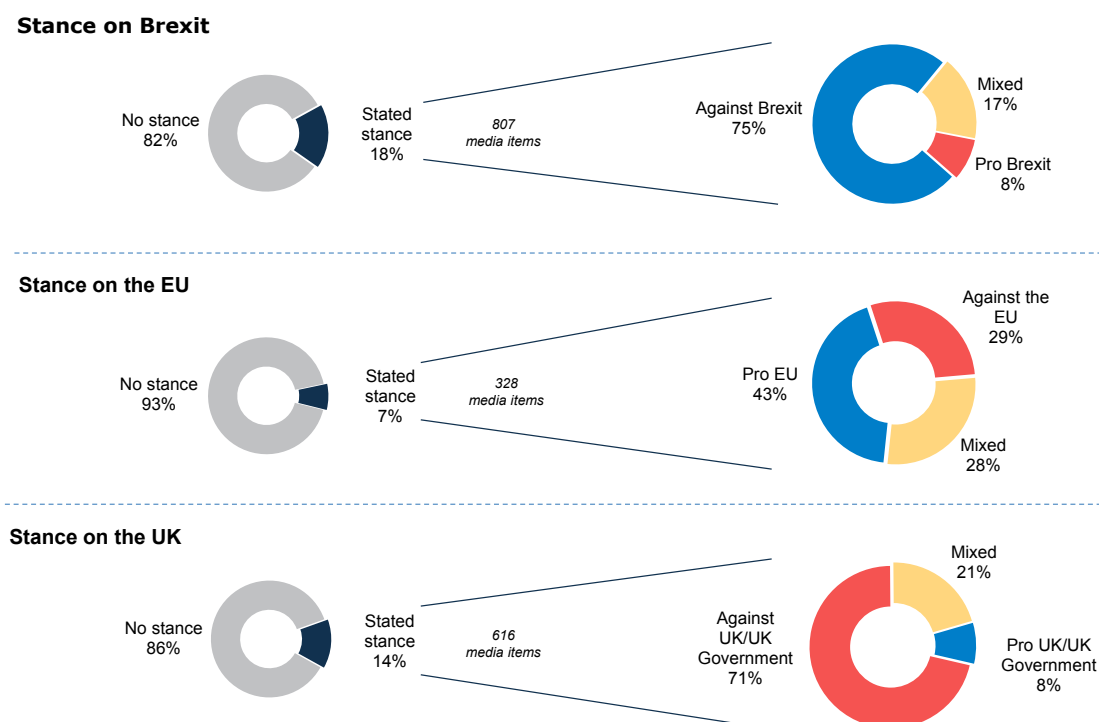 Stance on Brexit
No stance
82%
Stated
stance
18%
807
media items
Against Brexit
75%
Mixed
17%
Pro Brexit
8%
Stance on the EU
No stance
93%
Stated
stance
7%
328
media items
Pro EU
43%
Against the
EU
29%
Mixed
28%
Stance on the UK
No stance
86%
Stated
stance
14%
616
media items
Against
UK/UK
Government
71%
Mixed
21%
Pro UK/UK
Government
8%